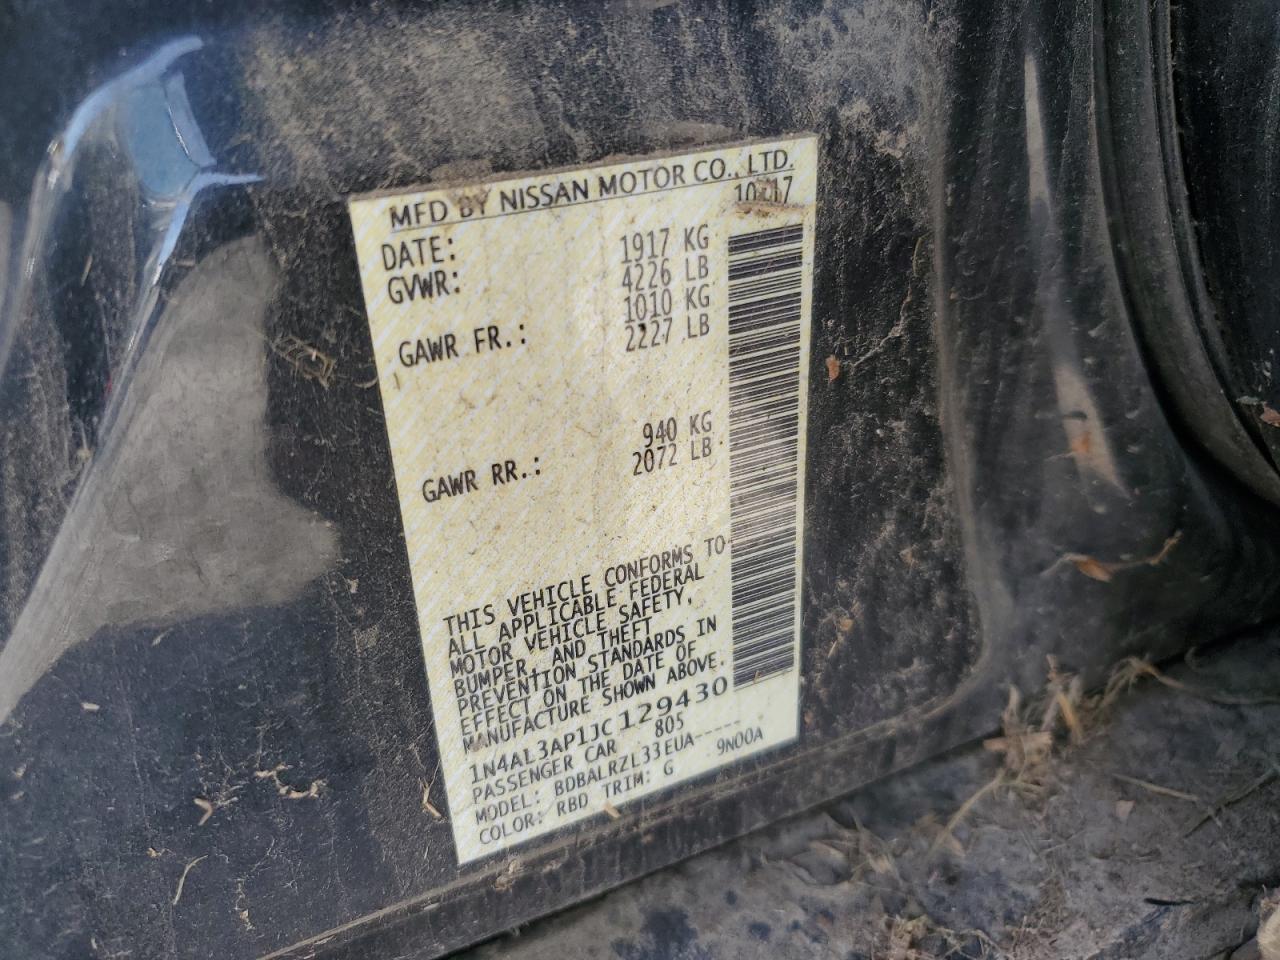 MFD BY NISSAN MOTOR CO., LTD.
DATE: 10/17
GVWR: 1917 KG
4226 LB
GAWR FR.: 1010 KG
2227 LB
GAWR RR.: 940 KG
2072 LB
THIS VEHICLE CONFORMS TO
ALL APPLICABLE FEDERAL
MOTOR VEHICLE SAFETY,
BUMPER, AND THEFT
PREVENTION STANDARDS IN
EFFECT ON THE DATE OF
MANUFACTURE SHOWN ABOVE.
1N4AL3AP1JC129430
PASSENGER CAR 805
MODEL: BDBALRZL33EUA-----
COLOR: RBD TRIM: G 9N00A